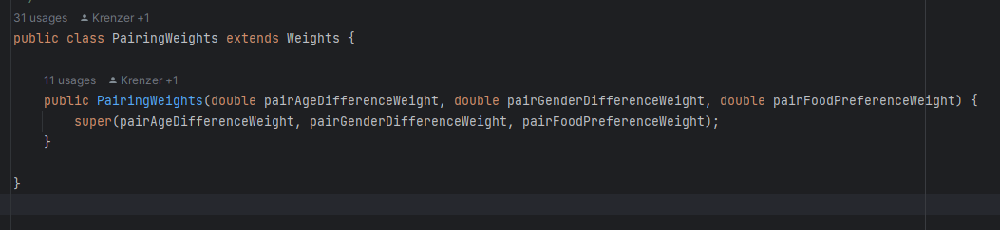 31 usages Krenzer +1
public class PairingWeights extends Weights {
11 usages Krenzer +1
public PairingWeights(double pairAgeDifferenceWeight, double pairGenderDifferenceWeight, double pairFoodPreferenceWeight) {
super(pairAgeDifferenceWeight, pairGenderDifferenceWeight, pairFoodPreferenceWeight);
}
}